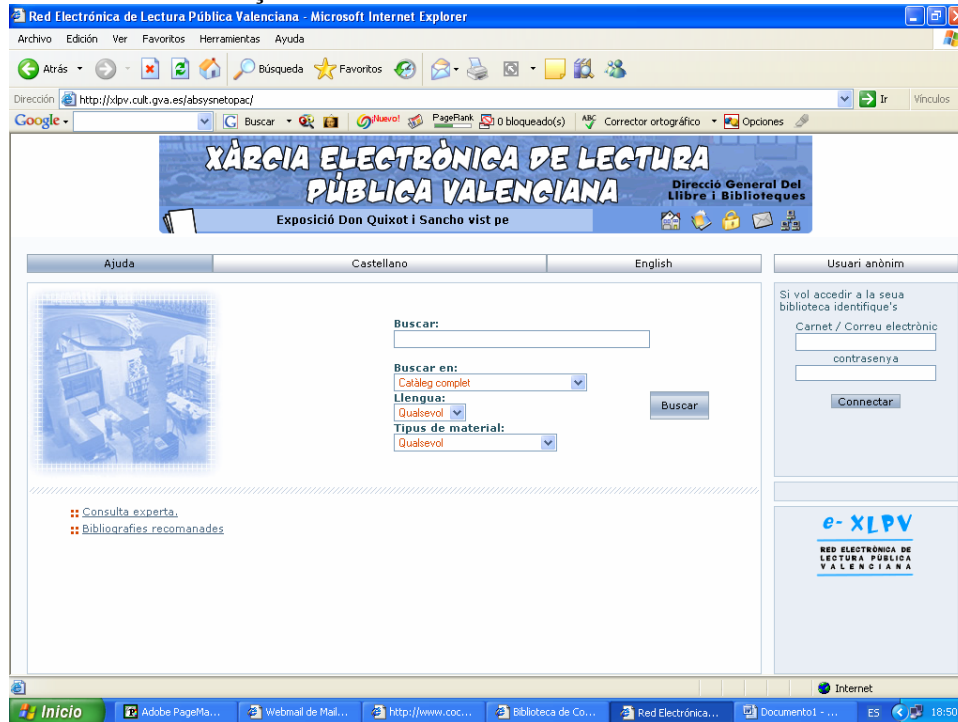 Red Electrónica de Lectura Pública Valenciana - Microsoft Internet Explorer
Archivo Edición Ver Favoritos Herramientas Ayuda
Atrás Búsqueda Favoritos
Dirección http://xlpv.cult.gva.es/absysnetopac/ Ir Vínculos
Google Buscar ¡Nuevo! PageRank 0 bloqueado(s) ABC Corrector ortográfico Opciones
XÀRCIA ELECTRÒNICA DE LECTURA
PÚBLICA VALENCIANA
Direcció General Del
Llibre i Biblioteques
Exposició Don Quixot i Sancho vist pe
Ajuda Castellano English Usuari anònim
Si vol accedir a la seua
biblioteca identifique's
Carnet / Correu electrònic
contrasenya
Connectar
Buscar:
Buscar en:
Catàleg complet
Llengua:
Qualsevol
Buscar
Tipus de material:
Qualsevol
Consulta experta.
Bibliografies recomanades
e- XLPV
RED ELECTRÓNICA DE
LECTURA PÚBLICA
VALENCIANA
Internet
Inicio Adobe PageMa... Webmail de Mail... http://www.coc... Biblioteca de Co... Red Electrónica... Documento1 - ... ES 18:50